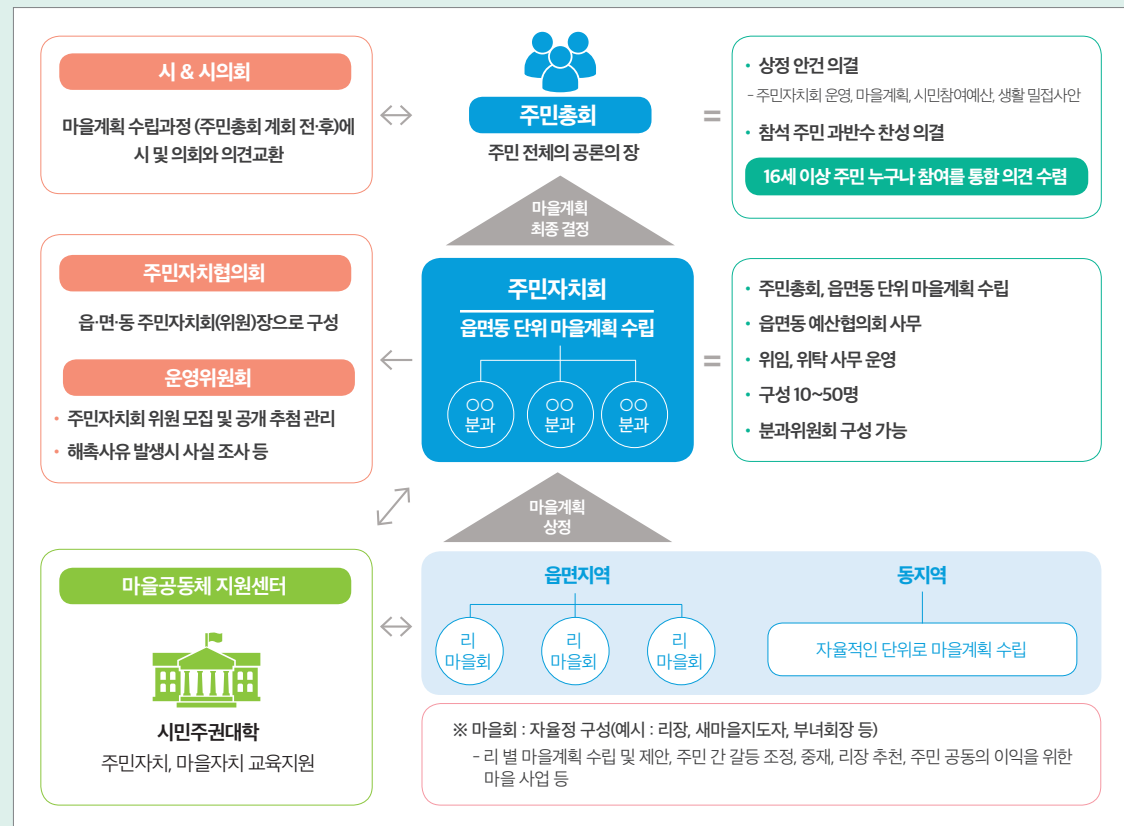 시 & 시의회
마을계획 수립과정 (주민총회 계회 전·후)에
시 및 의회와 의견교환
주민총회
주민 전체의 공론의 장
=
• 상정 안건 의결
- 주민자치회 운영, 마을계획, 시민참여예산, 생활 밀접사안
• 참석 주민 과반수 찬성 의결
16세 이상 주민 누구나 참여를 통함 의견 수렴
마을계획
최종 결정
주민자치협의회
읍·면·동 주민자치회(위원)장으로 구성
운영위원회
• 주민자치회 위원 모집 및 공개 추첨 관리
• 해촉사유 발생시 사실 조사 등
주민자치회
읍면동 단위 마을계획 수립
○○
분과
○○
분과
○○
분과
=
• 주민총회, 읍면동 단위 마을계획 수립
• 읍면동 예산협의회 사무
• 위임, 위탁 사무 운영
• 구성 10~50명
• 분과위원회 구성 가능
마을계획
상정
마을공동체 지원센터
시민주권대학
주민자치, 마을자치 교육지원
읍면지역
리
마을회
리
마을회
리
마을회
동지역
자율적인 단위로 마을계획 수립
※ 마을회 : 자율정 구성(예시 : 리장, 새마을지도자, 부녀회장 등)
- 리 별 마을계획 수립 및 제안, 주민 간 갈등 조정, 중재, 리장 추천, 주민 공동의 이익을 위한
마을 사업 등